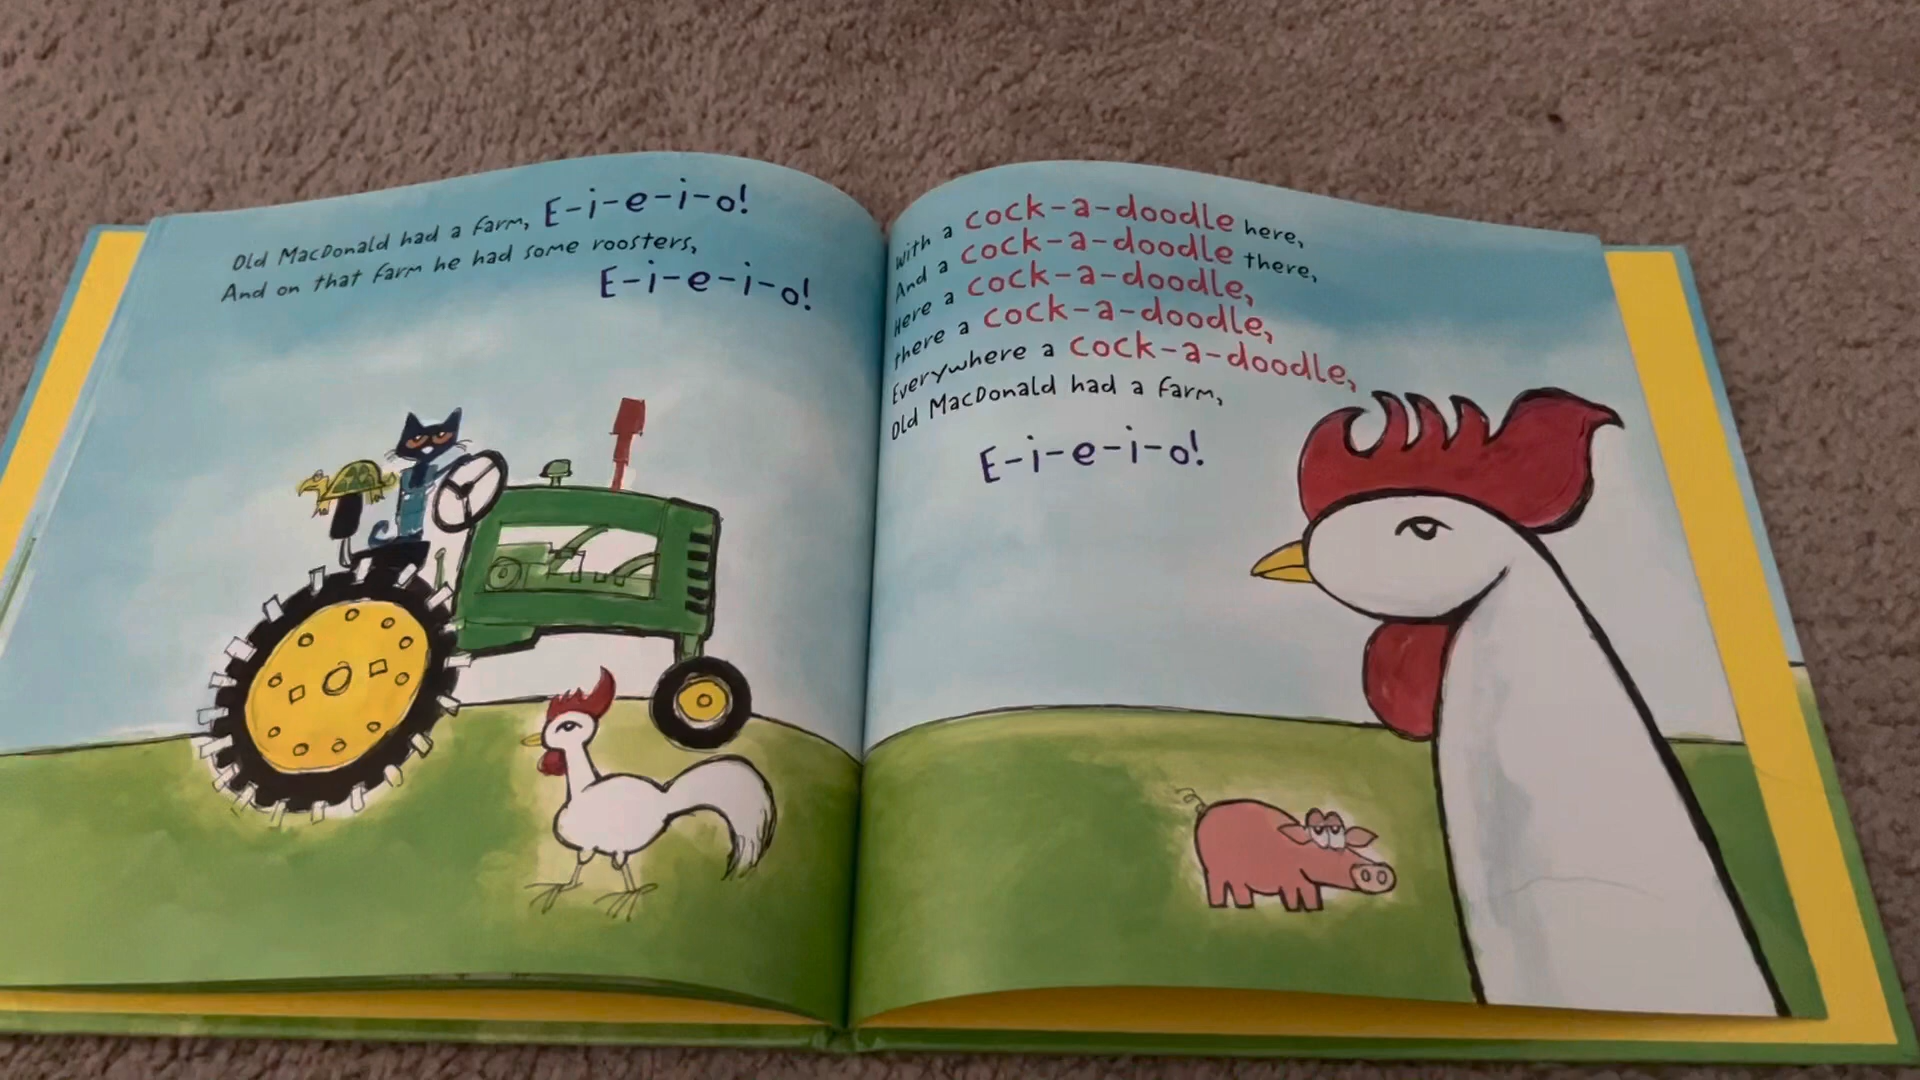 Old MacDonald had a farm, E-i-e-i-o!
And on that farm he had some roosters,
E-i-e-i-o!
With a cock-a-doodle here,
And a cock-a-doodle there,
Here a cock-a-doodle,
there a cock-a-doodle,
Everywhere a cock-a-doodle,
Old MacDonald had a farm,
E-i-e-i-o!